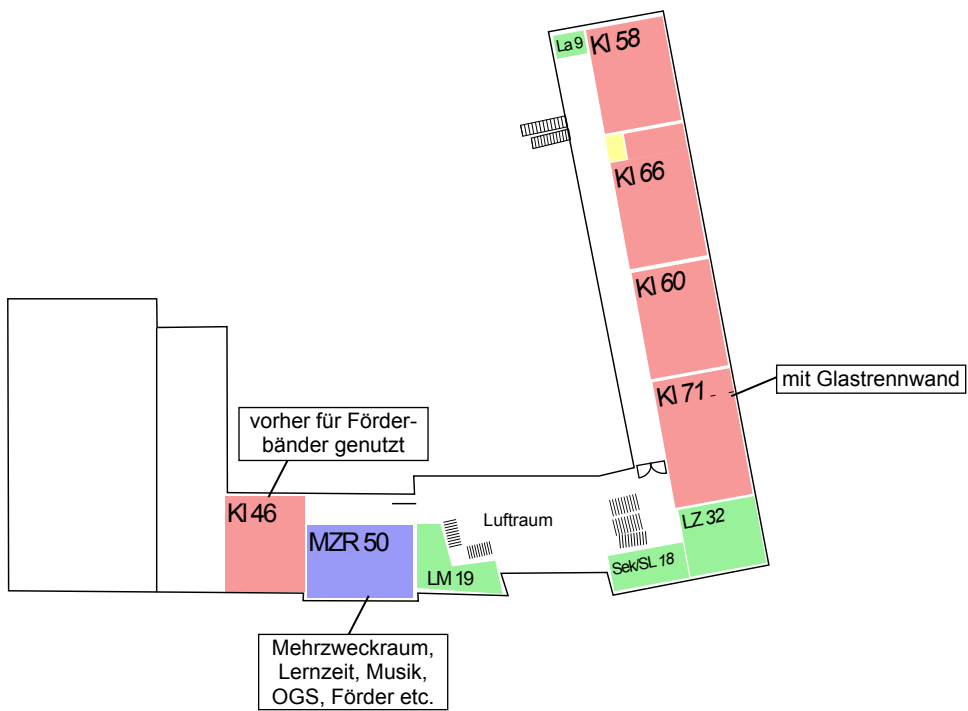 La 9
Kl 58
Kl 66
Kl 60
Kl 71
mit Glastrennwand
vorher für Förder-
bänder genutzt
Kl 46
MZR 50
LM 19
Luftraum
Sek/SL 18
LZ 32
Mehrzweckraum,
Lernzeit, Musik,
OGS, Förder etc.